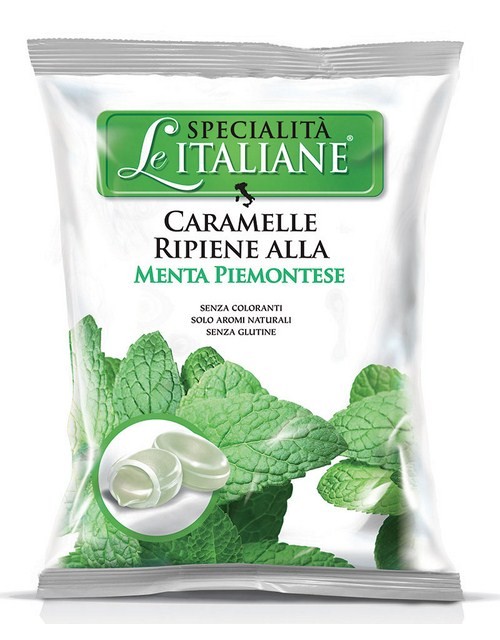 SPECIALITÀ
Le ITALIANE®
CARAMELLE
RIPIENE ALLA
MENTA PIEMONTESE
SENZA COLORANTI
SOLO AROMI NATURALI
SENZA GLUTINE